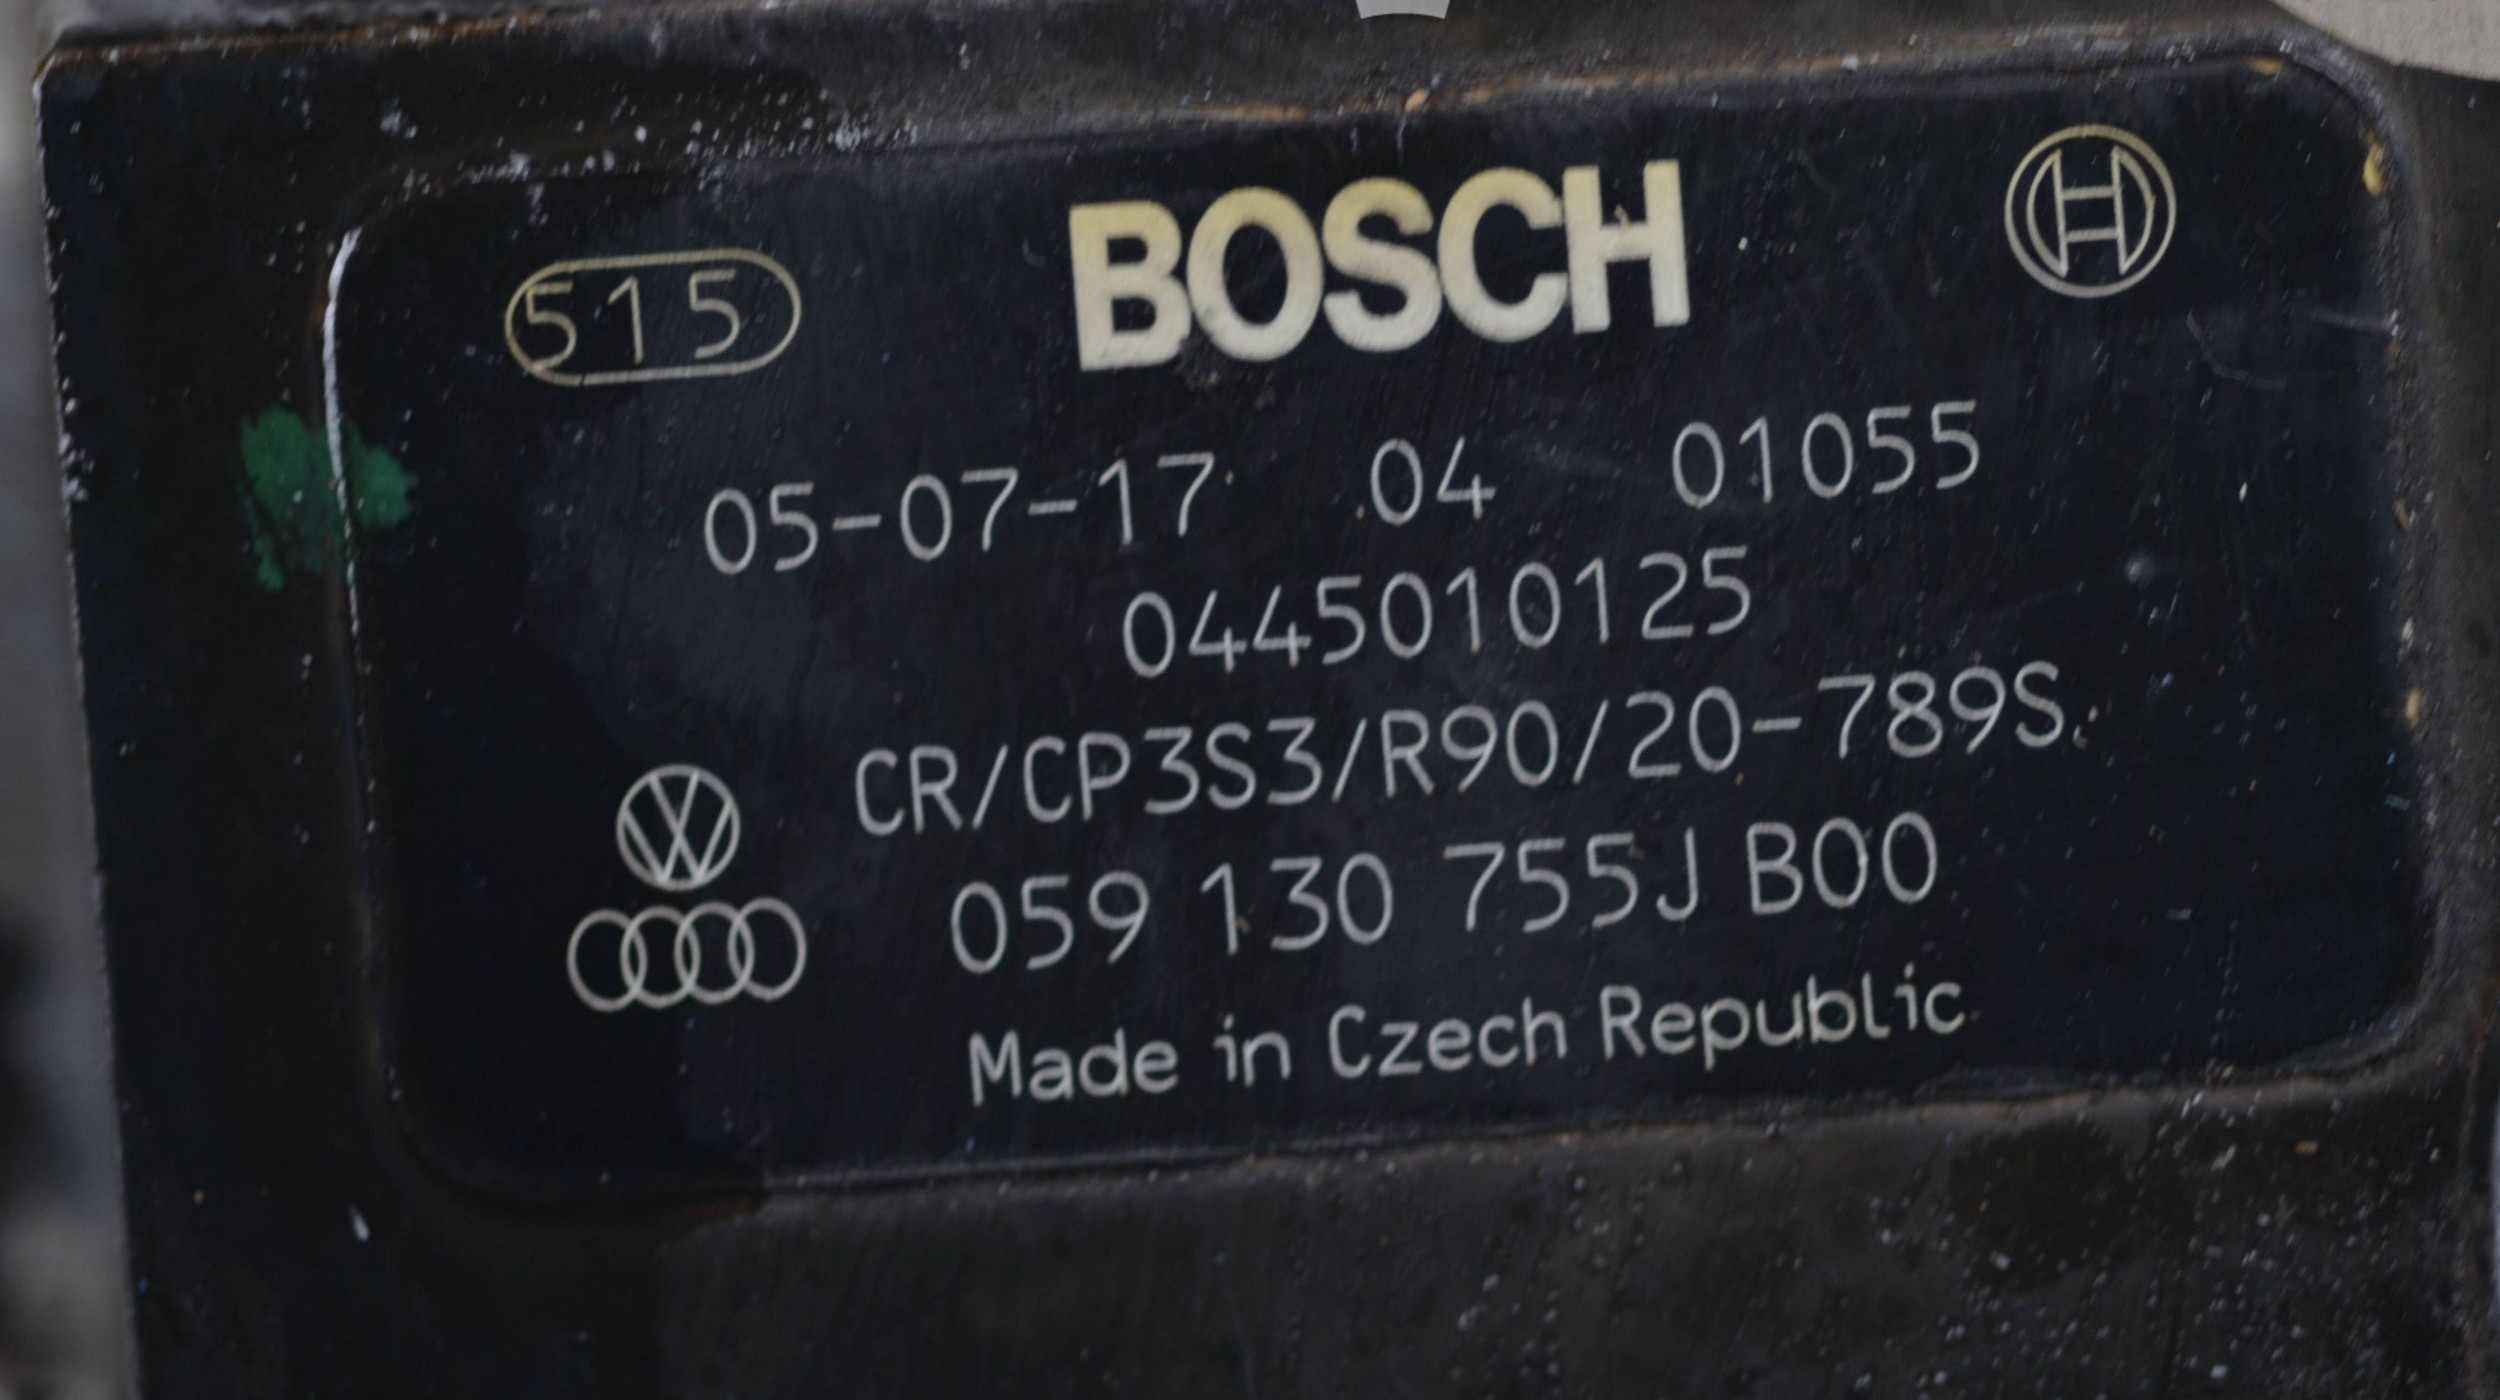 BOSCH
515
05-07-17 04 01055
0445010125
CR/CP3S3/R90/20-789S
059 130 755J B00
Made in Czech Republic